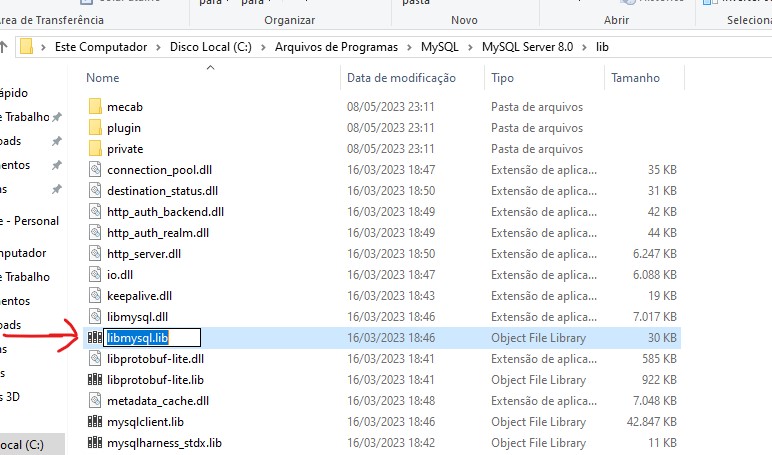 para
para
pasta
Histórico
Área de Transferência
Organizar
Novo
Abrir
Seleciona
Este Computador > Disco Local (C:) > Arquivos de Programas > MySQL > MySQL Server 8.0 > lib
Nome Data de modificação Tipo Tamanho
mecab 08/05/2023 23:11 Pasta de arquivos
plugin 08/05/2023 23:11 Pasta de arquivos
private 08/05/2023 23:11 Pasta de arquivos
connection_pool.dll 16/03/2023 18:47 Extensão de aplica... 35 KB
destination_status.dll 16/03/2023 18:50 Extensão de aplica... 31 KB
http_auth_backend.dll 16/03/2023 18:49 Extensão de aplica... 42 KB
http_auth_realm.dll 16/03/2023 18:49 Extensão de aplica... 44 KB
http_server.dll 16/03/2023 18:50 Extensão de aplica... 6.247 KB
io.dll 16/03/2023 18:47 Extensão de aplica... 6.088 KB
keepalive.dll 16/03/2023 18:43 Extensão de aplica... 19 KB
libmysql.dll 16/03/2023 18:46 Extensão de aplica... 7.017 KB
libmysql.lib 16/03/2023 18:46 Object File Library 30 KB
libprotobuf-lite.dll 16/03/2023 18:41 Extensão de aplica... 585 KB
libprotobuf-lite.lib 16/03/2023 18:41 Object File Library 922 KB
metadata_cache.dll 16/03/2023 18:48 Extensão de aplica... 7.048 KB
mysqlclient.lib 16/03/2023 18:46 Object File Library 42.847 KB
mysqlharness_stdx.lib 16/03/2023 18:42 Object File Library 11 KB
ápido
e Trabalho
oads
entos
s
e - Personal
mputador
e Trabalho
entos
oads
s
s
s 3D
ocal (C:)